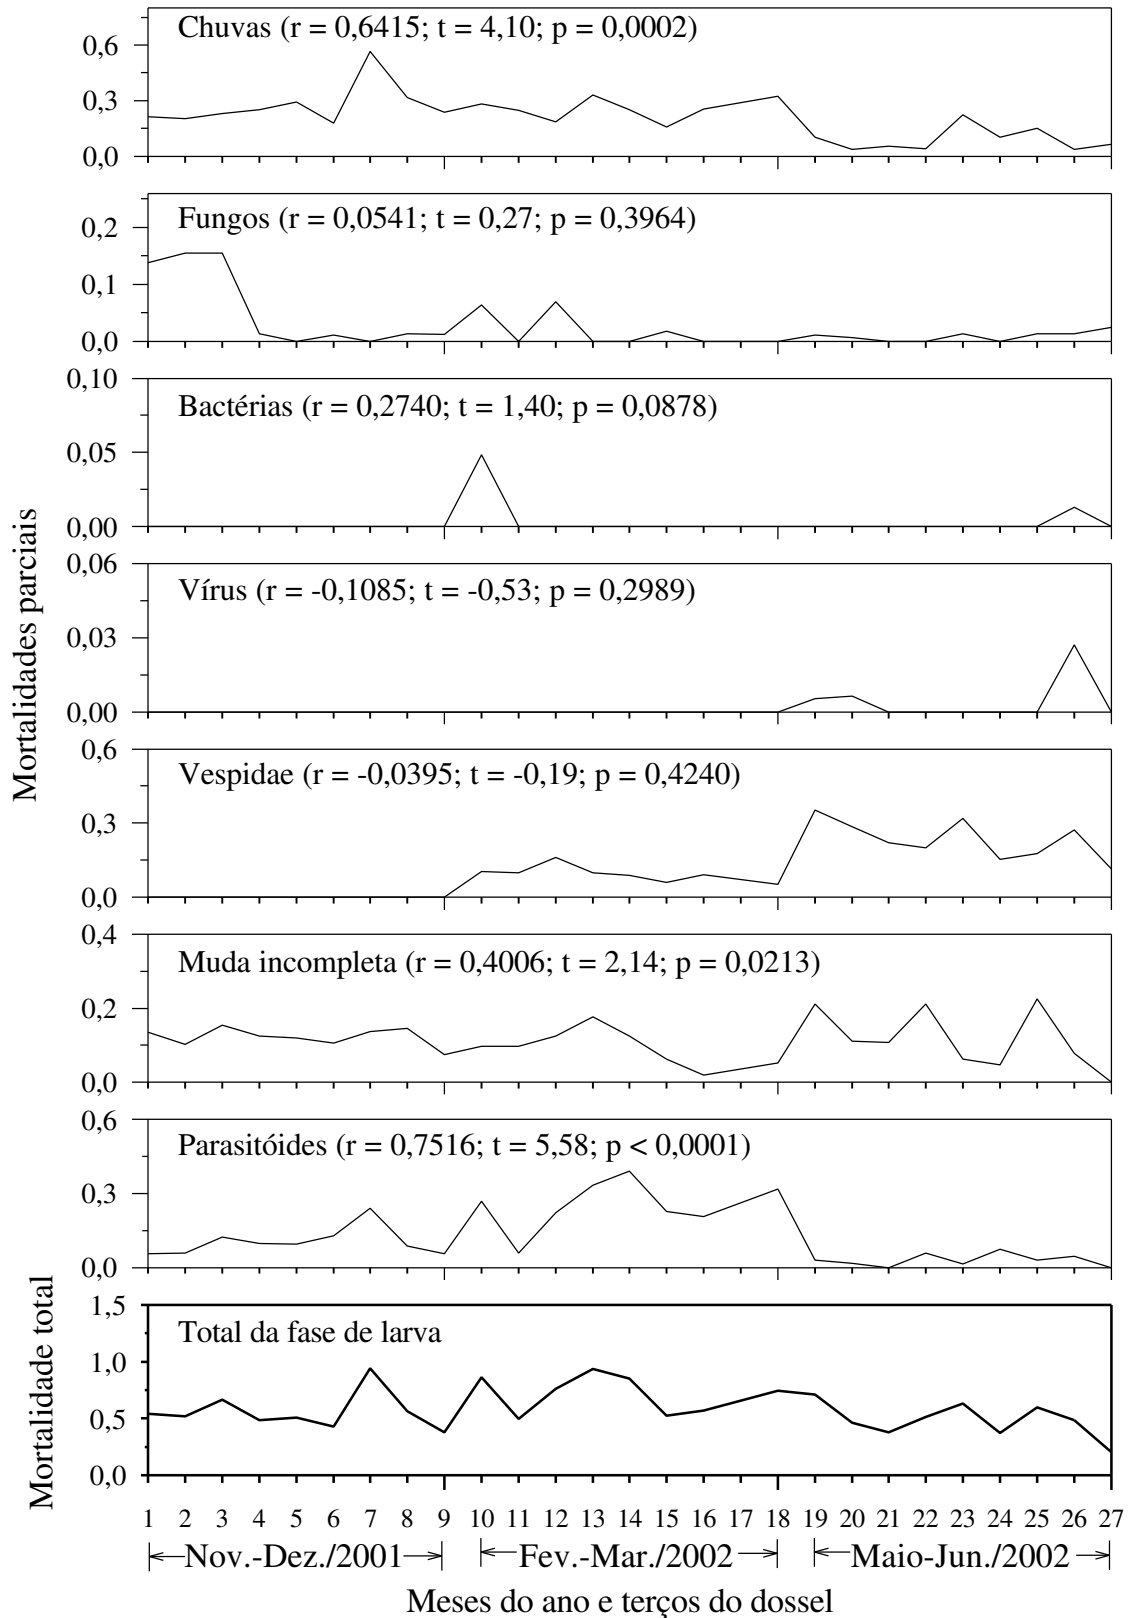 Chuvas (r = 0,6415; t = 4,10; p = 0,0002)
0,6
0,3
0,0
Fungos (r = 0,0541; t = 0,27; p = 0,3964)
0,2
0,1
0,0
0,10
Bactérias (r = 0,2740; t = 1,40; p = 0,0878)
0,05
0,00
0,06
Vírus (r = -0,1085; t = -0,53; p = 0,2989)
0,03
0,00
Mortalidades parciais
0,6
Vespidae (r = -0,0395; t = -0,19; p = 0,4240)
0,3
0,0
0,4
Muda incompleta (r = 0,4006; t = 2,14; p = 0,0213)
0,2
0,0
0,6
Parasitóides (r = 0,7516; t = 5,58; p < 0,0001)
0,3
0,0
Mortalidade total
1,5
Total da fase de larva
1,0
0,5
0,0
1 2 3 4 5 6 7 8 9 10 11 12 13 14 15 16 17 18 19 20 21 22 23 24 25 26 27
Nov.-Dez./2001 Fev.-Mar./2002 Maio-Jun./2002
Meses do ano e terços do dossel